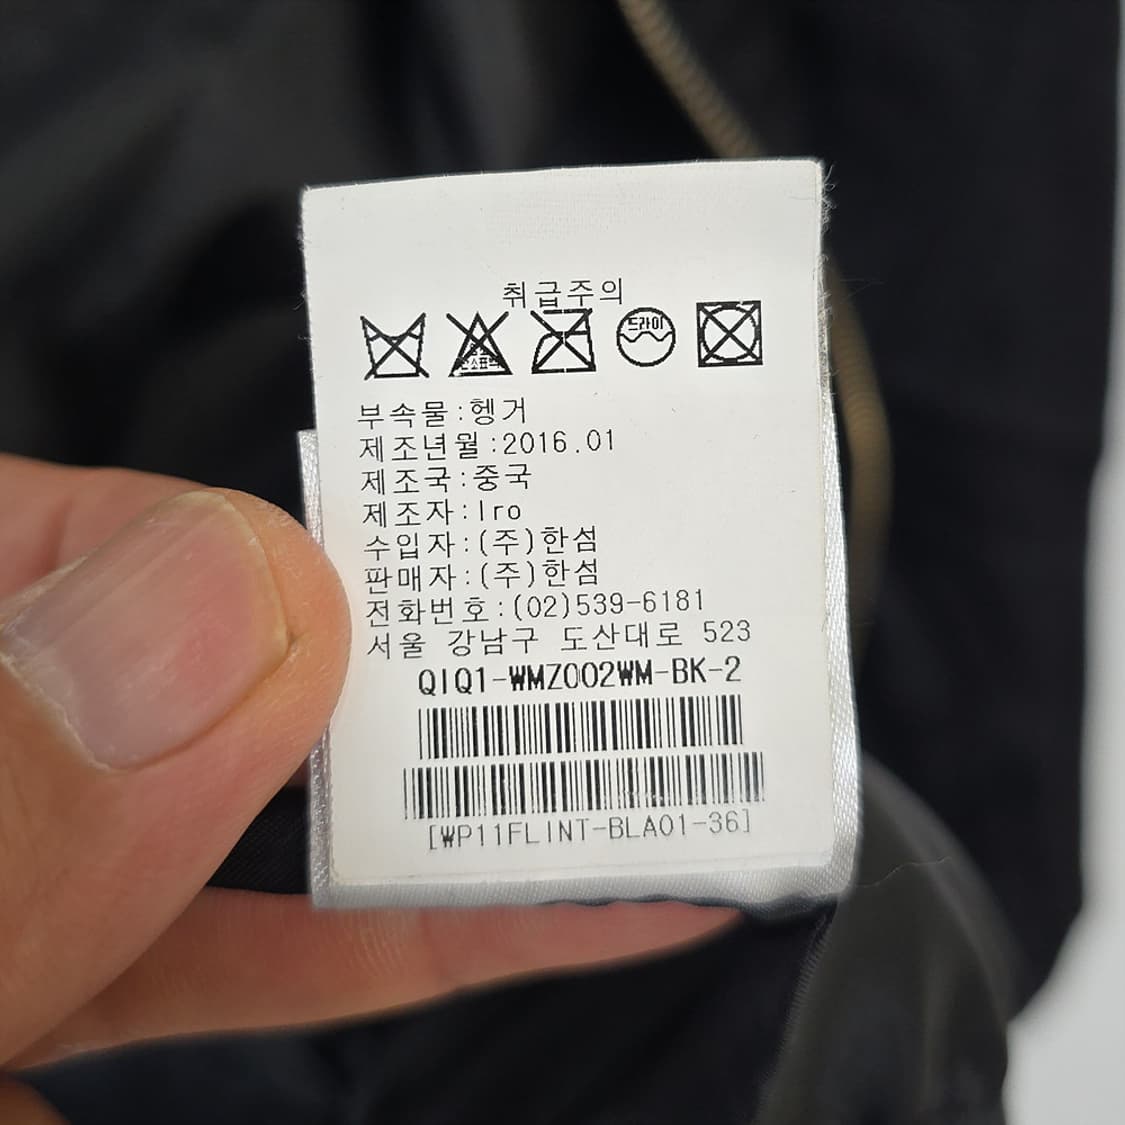 취급주의
드라이
부속물:헹거
제조년월:2016.01
제조국:중국
제조자:Iro
수입자:(주)한섬
판매자:(주)한섬
전화번호:(02)539-6181
서울 강남구 도산대로 523
QIQ1-WMZ002WM-BK-2
[WP11FLINT-BLA01-36]